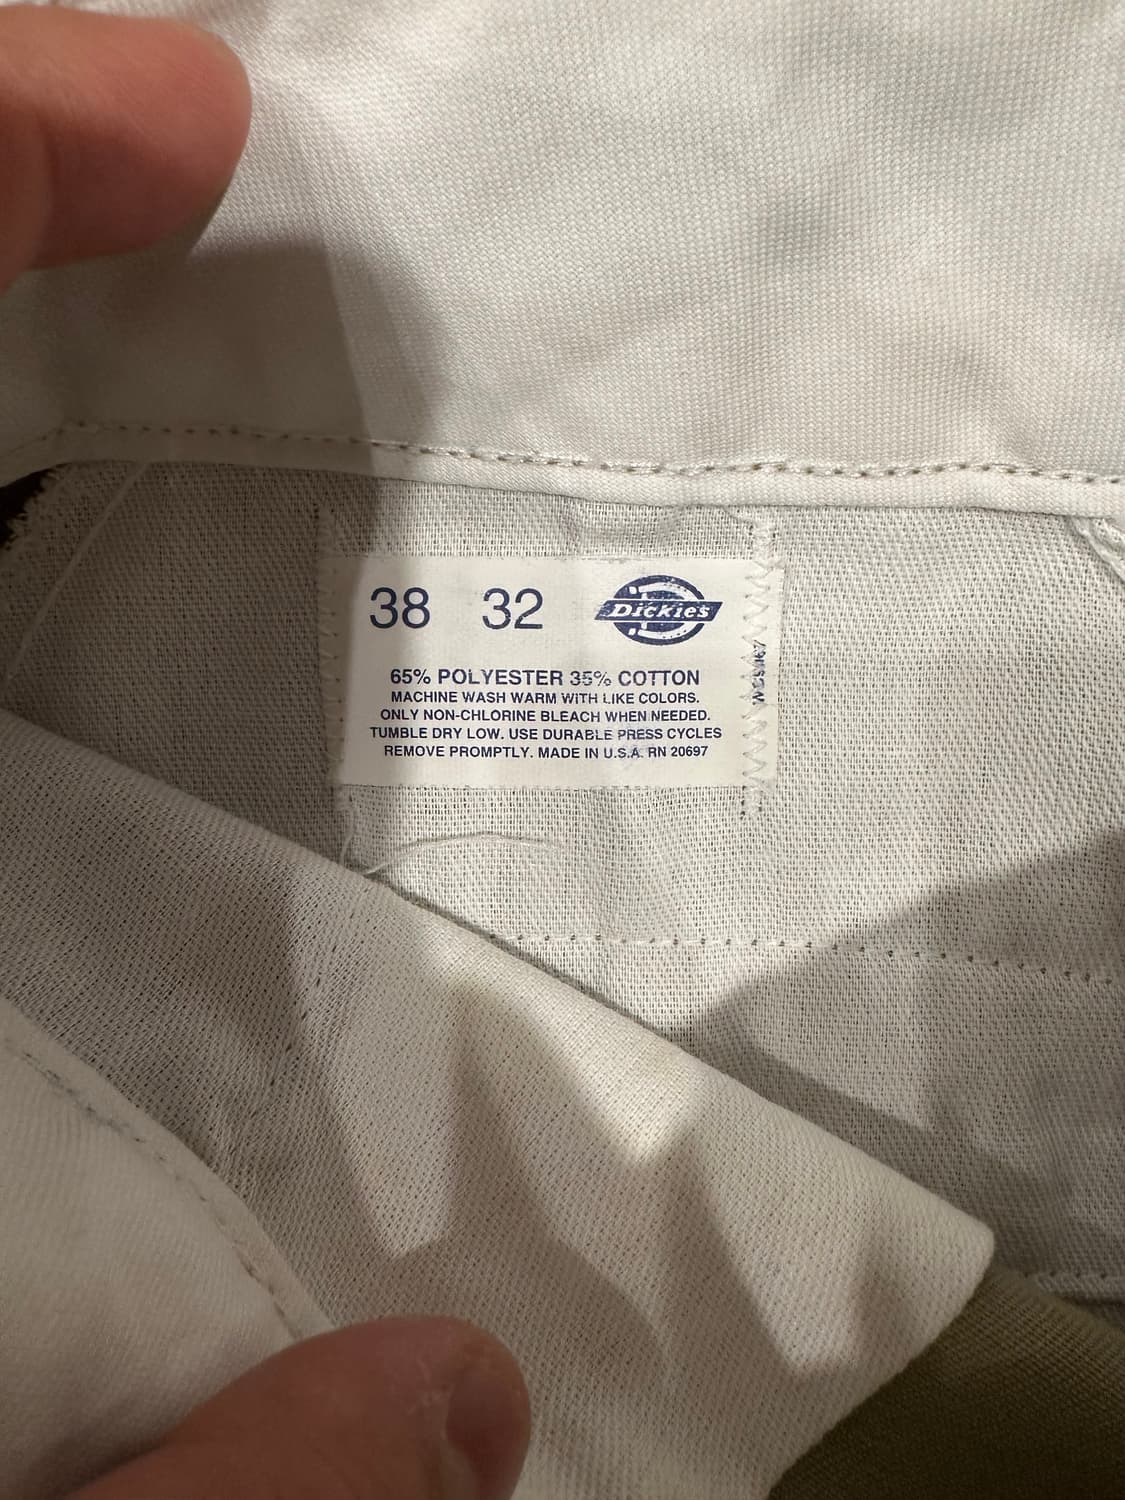 38 32 Dickies
65% POLYESTER 35% COTTON
MACHINE WASH WARM WITH LIKE COLORS.
ONLY NON-CHLORINE BLEACH WHEN NEEDED.
TUMBLE DRY LOW. USE DURABLE PRESS CYCLES
REMOVE PROMPTLY. MADE IN U.S.A. RN 20697